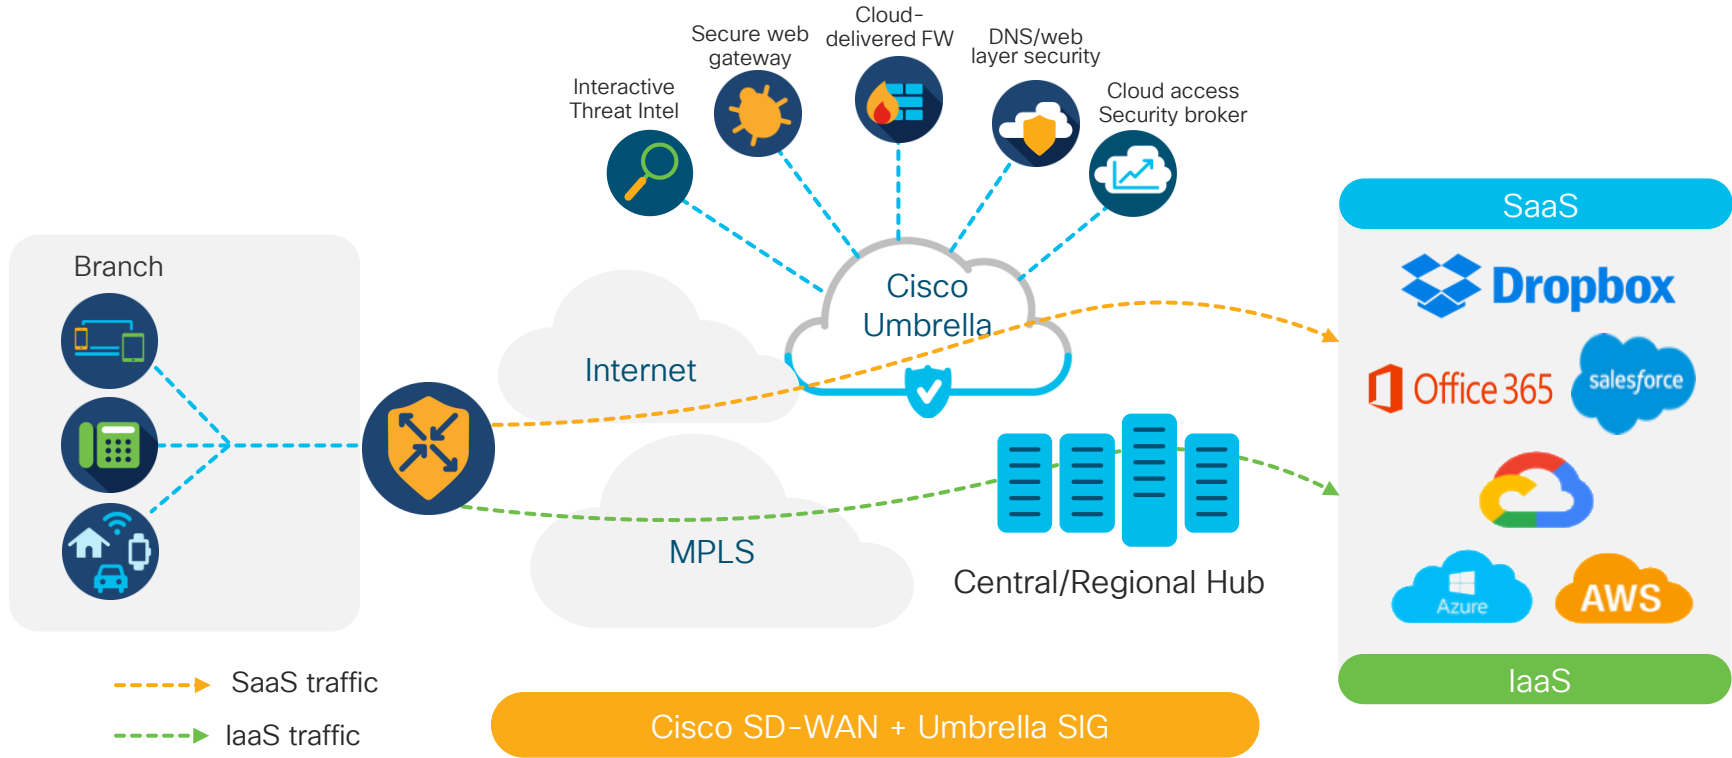 Cloud-
delivered FW
Secure web
gateway
DNS/web
layer security
Interactive
Threat Intel
Cloud access
Security broker
SaaS
Branch
Cisco
Umbrella
Dropbox
Internet
Office 365
salesforce
MPLS
Central/Regional Hub
Azure
AWS
SaaS traffic
IaaS
IaaS traffic
Cisco SD-WAN + Umbrella SIG